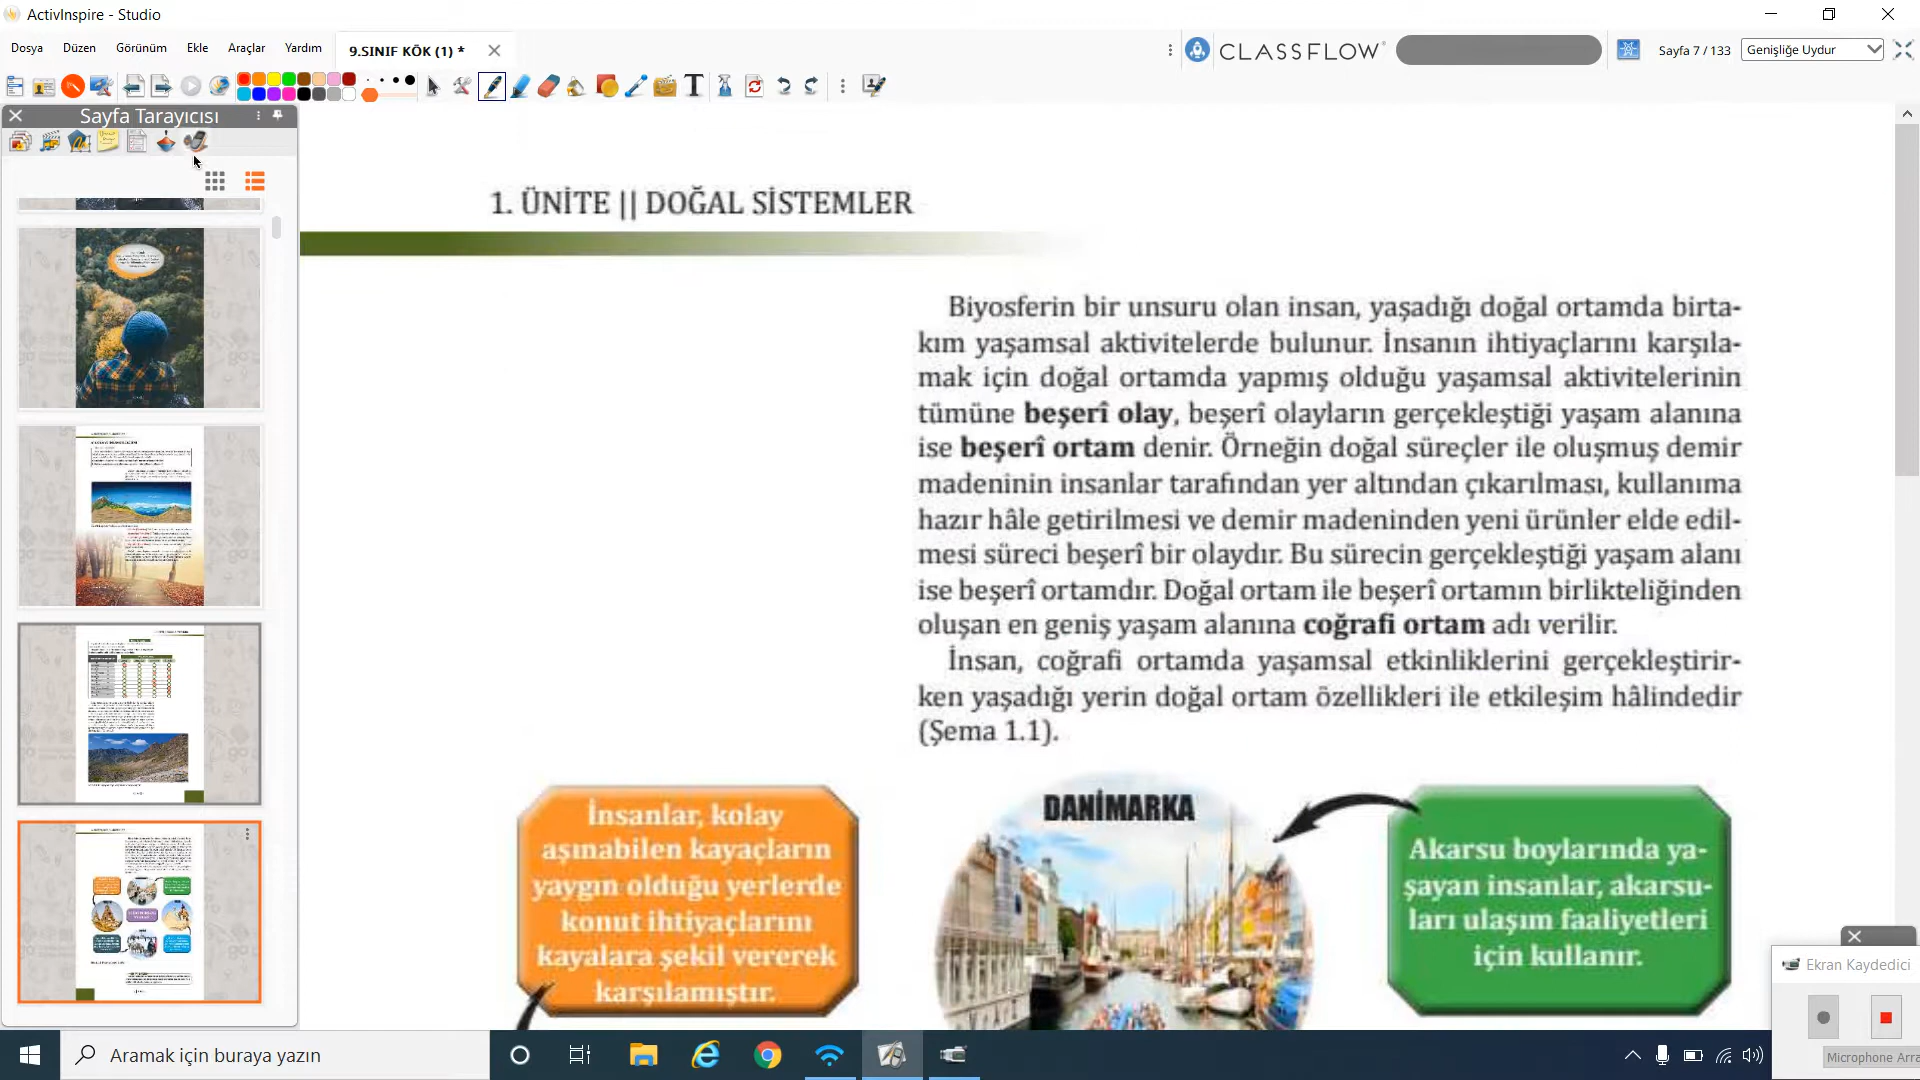 ActivInspire - Studio
Dosya Düzen Görünüm Ekle Araçlar Yardım
9.SINIF KÖK (1) *
CLASSFLOW
Sayfa 7 / 133
Genişliğe Uydur
Sayfa Tarayıcısı
1. ÜNİTE || DOĞAL SİSTEMLER
Biyosferin bir unsuru olan insan, yaşadığı doğal ortamda birta-
kım yaşamsal aktivitelerde bulunur. İnsanın ihtiyaçlarını karşıla-
mak için doğal ortamda yapmış olduğu yaşamsal aktivitelerinin
tümüne beşerî olay, beşerî olayların gerçekleştiği yaşam alanına
ise beşerî ortam denir. Örneğin doğal süreçler ile oluşmuş demir
madeninin insanlar tarafından yer altından çıkarılması, kullanıma
hazır hâle getirilmesi ve demir madeninden yeni ürünler elde edil-
mesi süreci beşerî bir olaydır. Bu sürecin gerçekleştiği yaşam alanı
ise beşerî ortamdır. Doğal ortam ile beşerî ortamın birlikteliğinden
oluşan en geniş yaşam alanına coğrafi ortam adı verilir.
İnsan, coğrafi ortamda yaşamsal etkinliklerini gerçekleştirir-
ken yaşadığı yerin doğal ortam özellikleri ile etkileşim hâlindedir
(Şema 1.1).
İnsanlar, kolay
aşınabilen kayaçların
yaygın olduğu yerlerde
konut ihtiyaçlarını
kayalara şekil vererek
karşılamıştır.
DANİMARKA
Akarsu boylarında ya-
şayan insanlar, akarsu-
ları ulaşım faaliyetleri
için kullanır.
Ekran Kaydedici
Microphone Arra
Aramak için buraya yazın